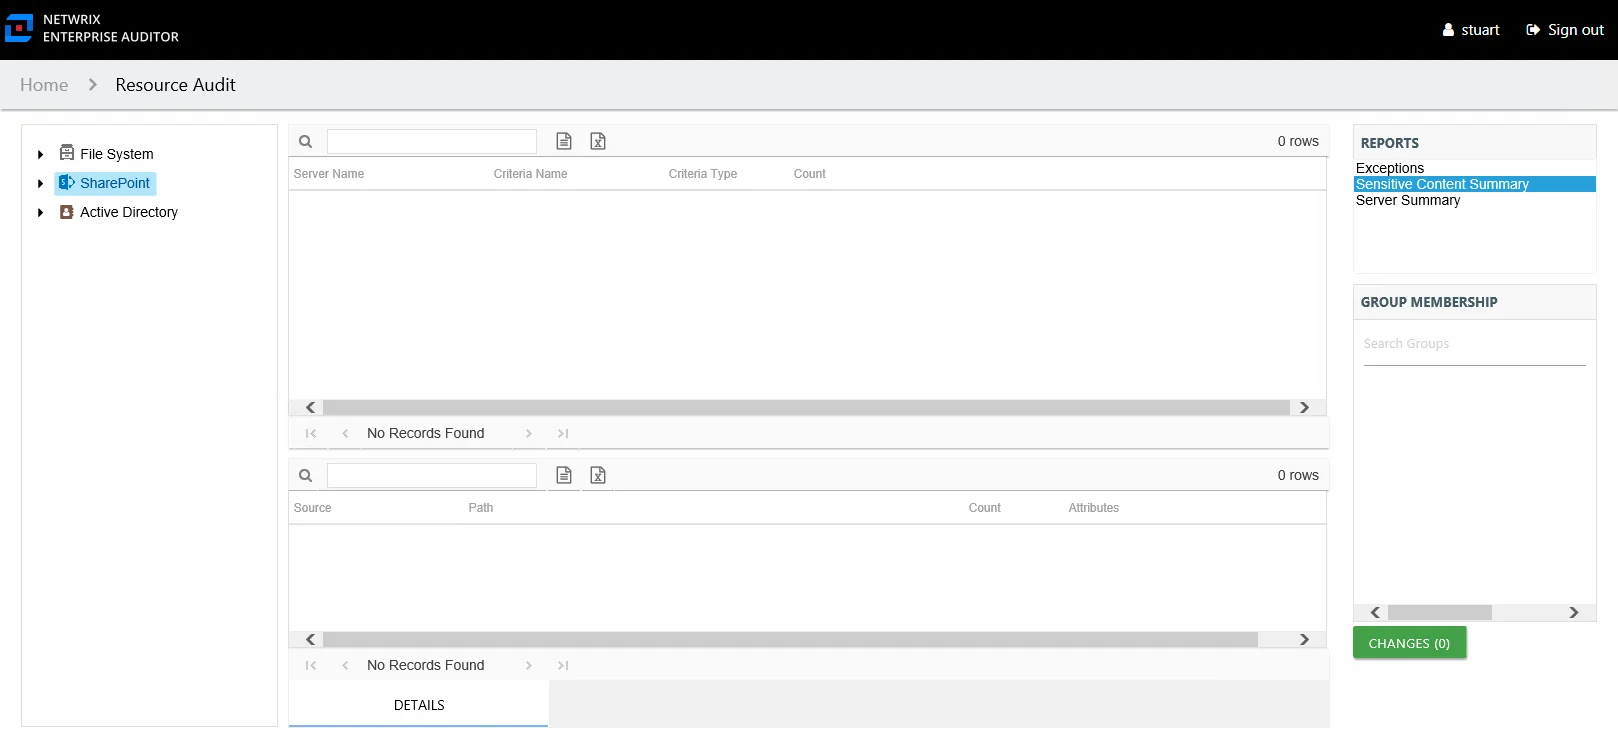 NETWRIX
ENTERPRISE AUDITOR
stuart
Sign out
Home
Resource Audit
File System
SharePoint
Active Directory
0 rows
Server Name Criteria Name Criteria Type Count
No Records Found
0 rows
Source Path Count Attributes
No Records Found
DETAILS
REPORTS
Exceptions
Sensitive Content Summary
Server Summary
GROUP MEMBERSHIP
Search Groups
CHANGES (0)